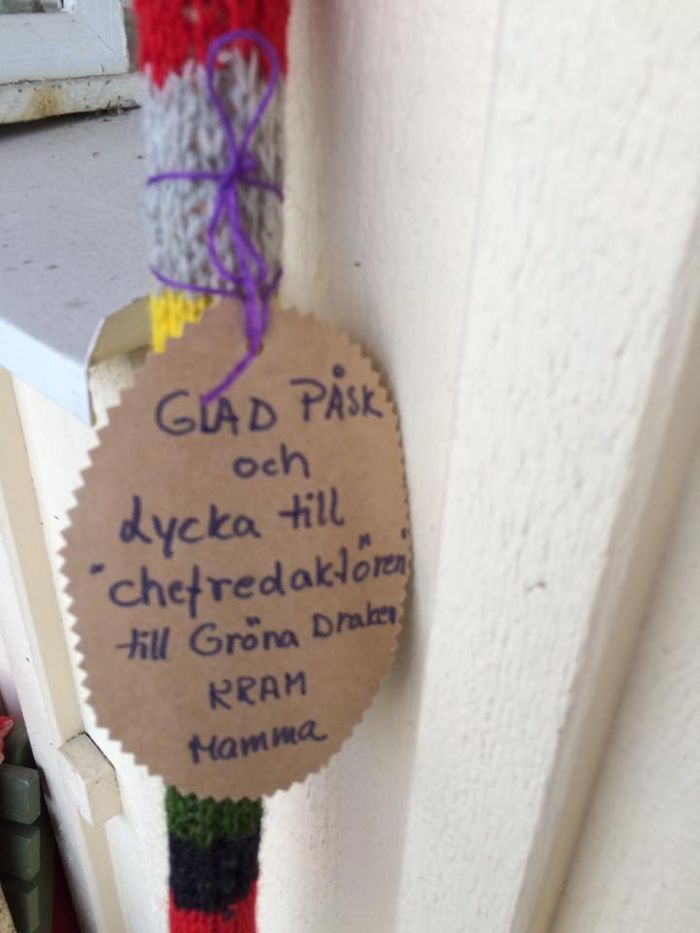 GLAD PÅSK
och
Lycka till
"chefredaktören"
till Gröna Draken
KRAM
Mamma